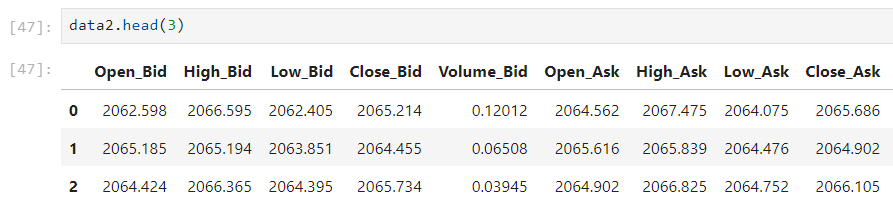 [47]: data2.head(3)
[47]: Open_Bid High_Bid Low_Bid Close_Bid Volume_Bid Open_Ask High_Ask Low_Ask Close_Ask
0 2062.598 2066.595 2062.405 2065.214 0.12012 2064.562 2067.475 2064.075 2065.686
1 2065.185 2065.194 2063.851 2064.455 0.06508 2065.616 2065.839 2064.476 2064.902
2 2064.424 2066.365 2064.395 2065.734 0.03945 2064.902 2066.825 2064.752 2066.105